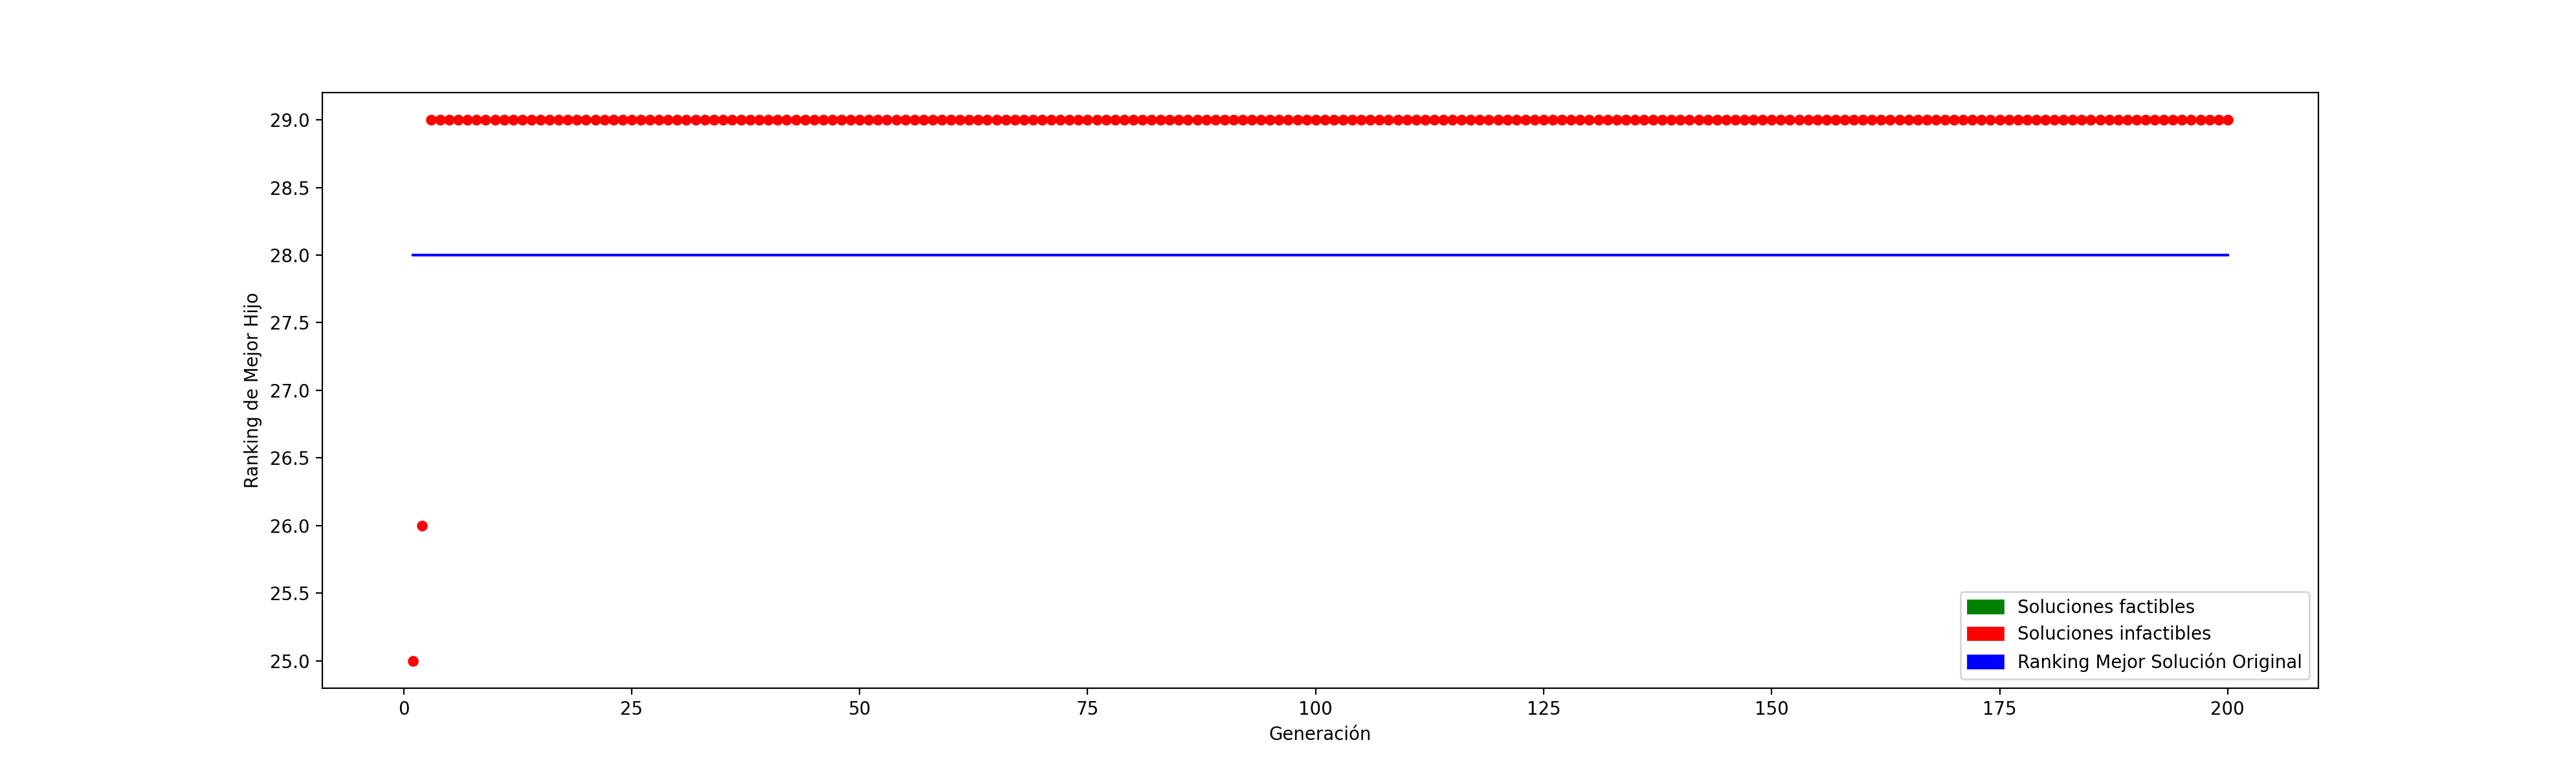 29.0
28.5
28.0
27.5
27.0
26.5
26.0
25.5
25.0
Ranking de Mejor Hijo
Soluciones factibles
Soluciones infactibles
Ranking Mejor Solución Original
0 25 50 75 100 125 150 175 200
Generación